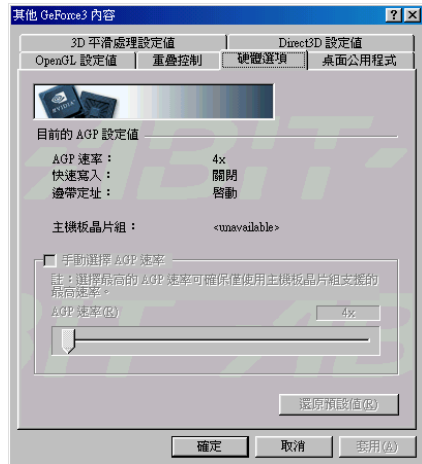 其他 GeForce3 內容
3D 平滑處理設定值 Direct3D 設定值
OpenGL 設定值 重疊控制 硬體選項 桌面公用程式
NVIDIA
目前的 AGP 設定值
AGP 速率： 4x
快速寫入： 關閉
邊帶定址： 啓動
主機板晶片組： <unavailable>
手動選擇 AGP 速率
註：選擇最高的 AGP 速率可確保僅使用主機板晶片組支援的
最高速率。
AGP 速率(R) 4x
還原預設值(R)
確定 取消 套用(A)
ABIT